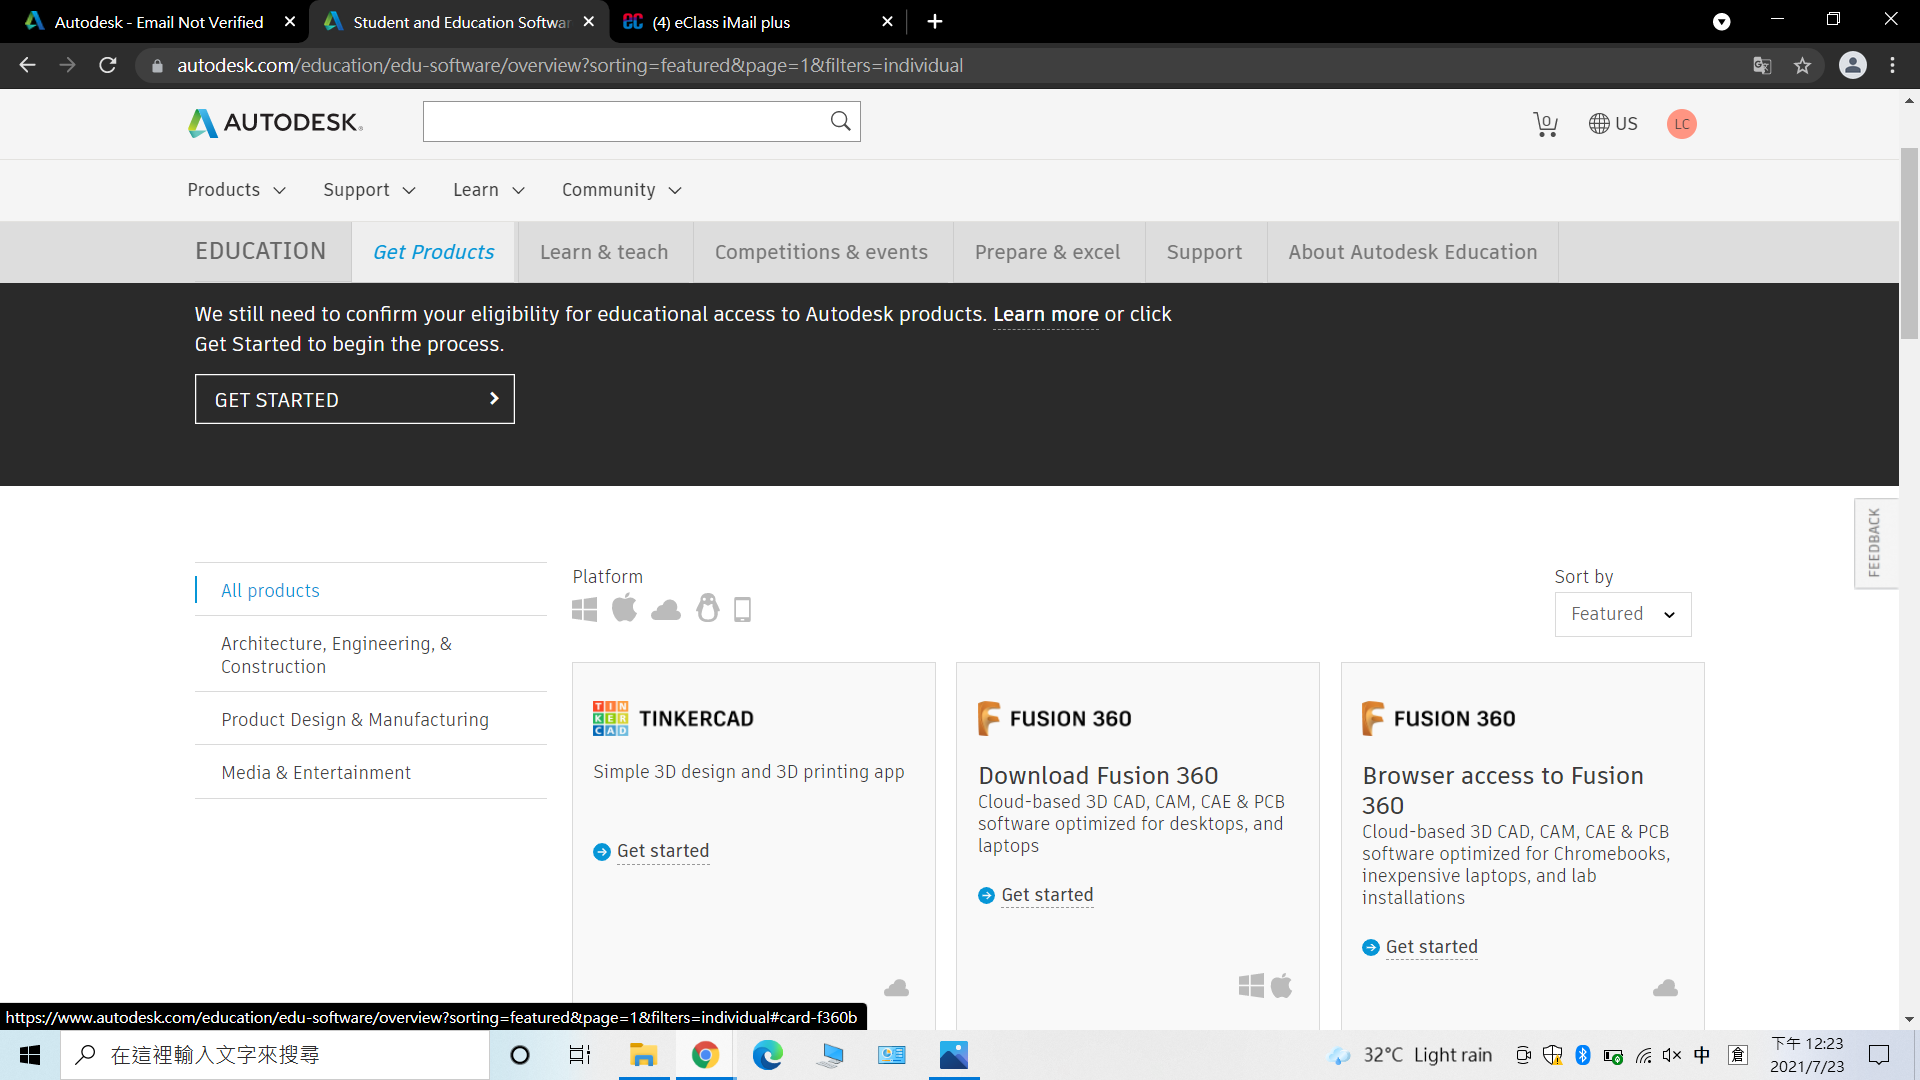 Autodesk - Email Not Verified
Student and Education Softwar
(4) eClass iMail plus
autodesk.com/education/edu-software/overview?sorting=featured&page=1&filters=individual
AUTODESK.
0
US
LC
Products
Support
Learn
Community
EDUCATION
Get Products
Learn & teach
Competitions & events
Prepare & excel
Support
About Autodesk Education
We still need to confirm your eligibility for educational access to Autodesk products. Learn more or click
Get Started to begin the process.
GET STARTED
FEEDBACK
All products
Architecture, Engineering, &
Construction
Product Design & Manufacturing
Media & Entertainment
Platform
Sort by
Featured
TIN
KER
CAD
TINKERCAD
Simple 3D design and 3D printing app
Get started
FUSION 360
Download Fusion 360
Cloud-based 3D CAD, CAM, CAE & PCB
software optimized for desktops, and
laptops
Get started
FUSION 360
Browser access to Fusion
360
Cloud-based 3D CAD, CAM, CAE & PCB
software optimized for Chromebooks,
inexpensive laptops, and lab
installations
Get started
https://www.autodesk.com/education/edu-software/overview?sorting=featured&page=1&filters=individual#card-f360b
在這裡輸入文字來搜尋
32°C Light rain
中
倉
下午 12:23
2021/7/23